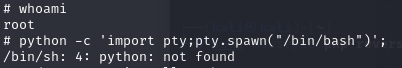 # whoami
root
# python -c 'import pty;pty.spawn("/bin/bash")';
/bin/sh: 4: python: not found